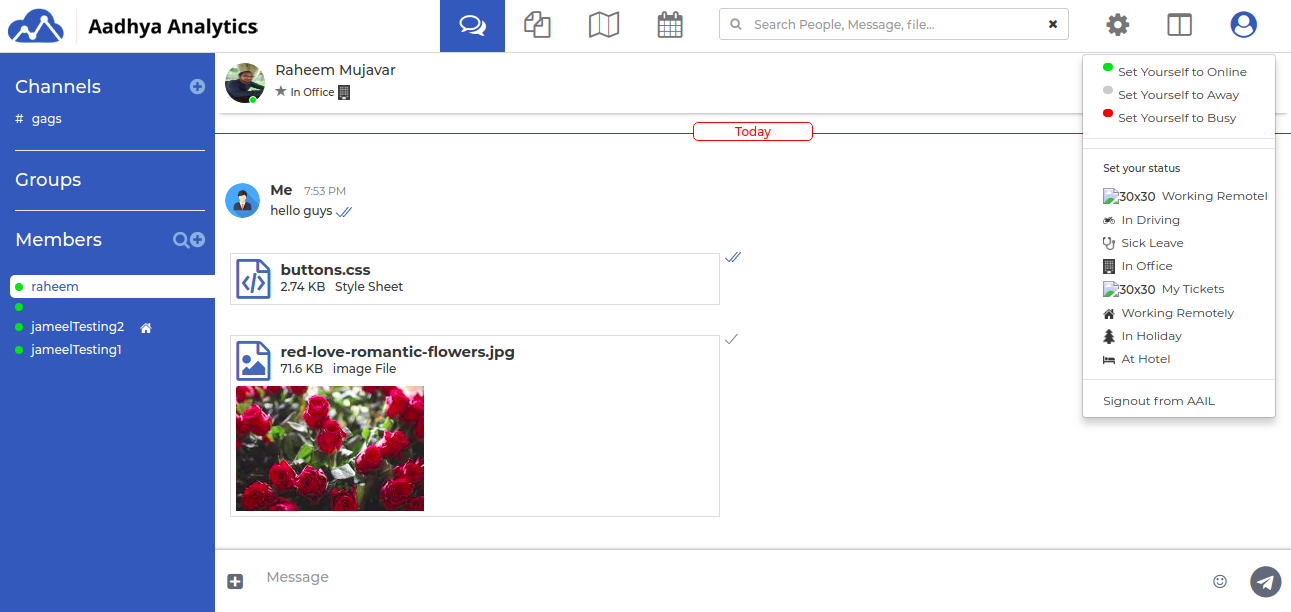 Aadhya Analytics
Search People, Message, file...
Channels
# gags
Groups
Members
raheem
jameelTesting2
jameelTesting1
Raheem Mujavar
In Office
Today
Me 7:53 PM
hello guys
buttons.css
2.74 KB Style Sheet
red-love-romantic-flowers.jpg
71.6 KB image File
Message
Set Yourself to Online
Set Yourself to Away
Set Yourself to Busy
Set your status
30x30 Working Remotel
In Driving
Sick Leave
In Office
30x30 My Tickets
Working Remotely
In Holiday
At Hotel
Signout from AAIL